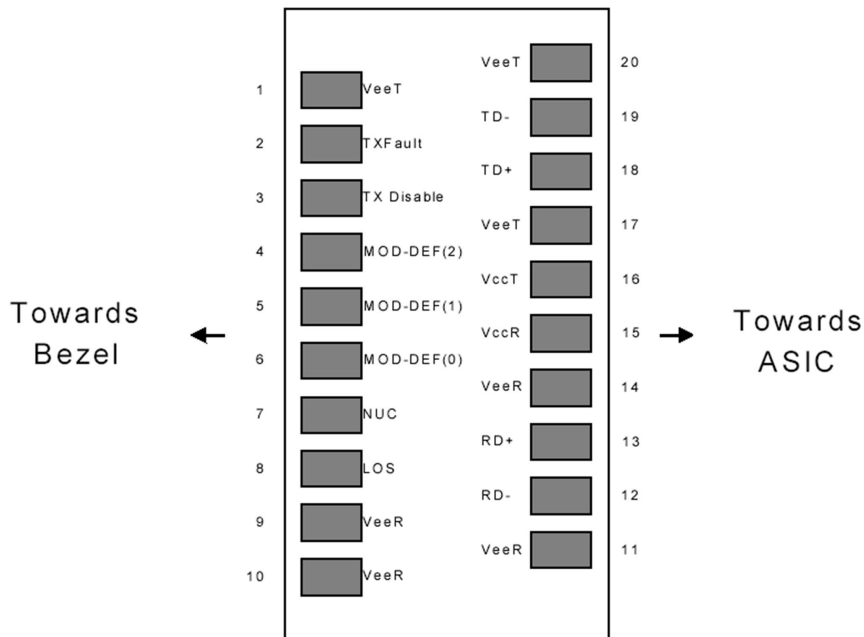 VeeT 20
1 VeeT
TD- 19
2 TXFault
TD+ 18
3 TX Disable
VeeT 17
4 MOD-DEF(2)
VccT 16
5 MOD-DEF(1)
Towards
Bezel
VccR 15
Towards
ASIC
6 MOD-DEF(0)
VeeR 14
7 NUC
RD+ 13
8 LOS
RD- 12
9 VeeR
VeeR 11
10 VeeR